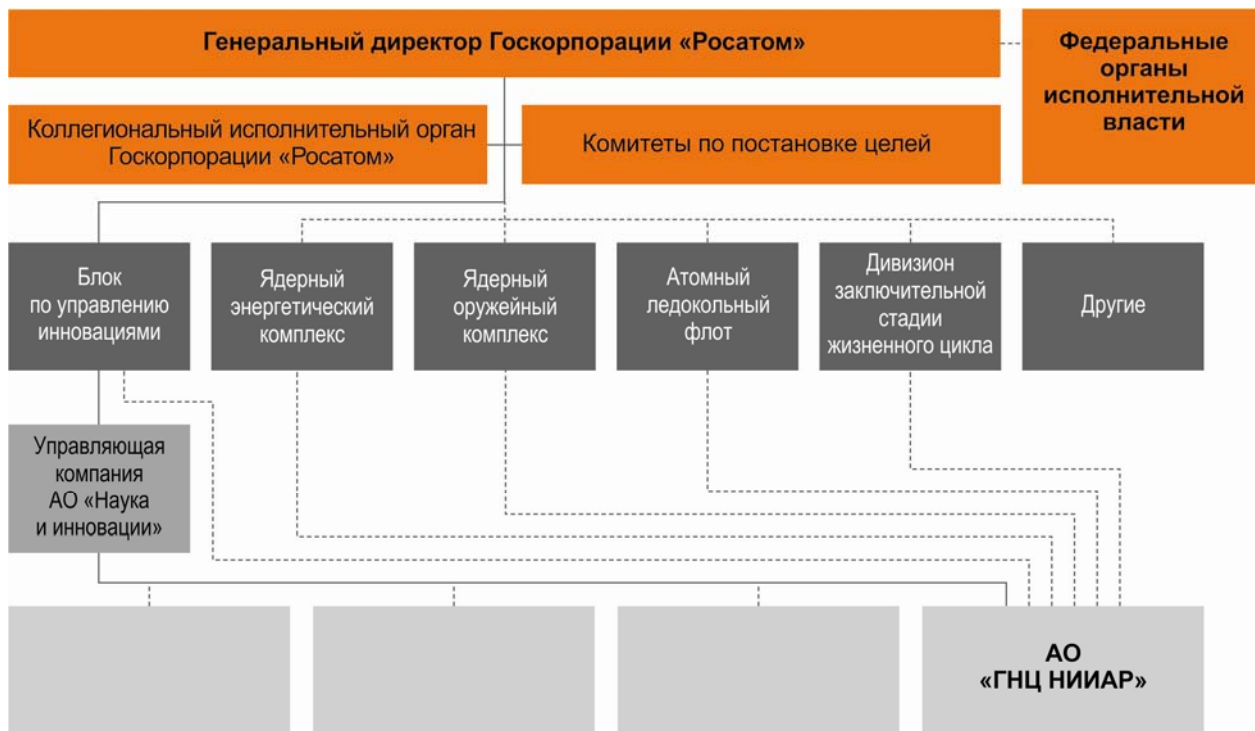 Генеральный директор Госкорпорации «Росатом»
Федеральные
органы
исполнительной
власти
Коллегиональный исполнительный орган
Госкорпорации «Росатом»
Комитеты по постановке целей
Блок
по управлению
инновациями
Ядерный
энергетический
комплекс
Ядерный
оружейный
комплекс
Атомный
ледокольный
флот
Дивизион
заключительной
стадии
жизненного цикла
Другие
Управляющая
компания
АО «Наука
и инновации»
АО
«ГНЦ НИИАР»